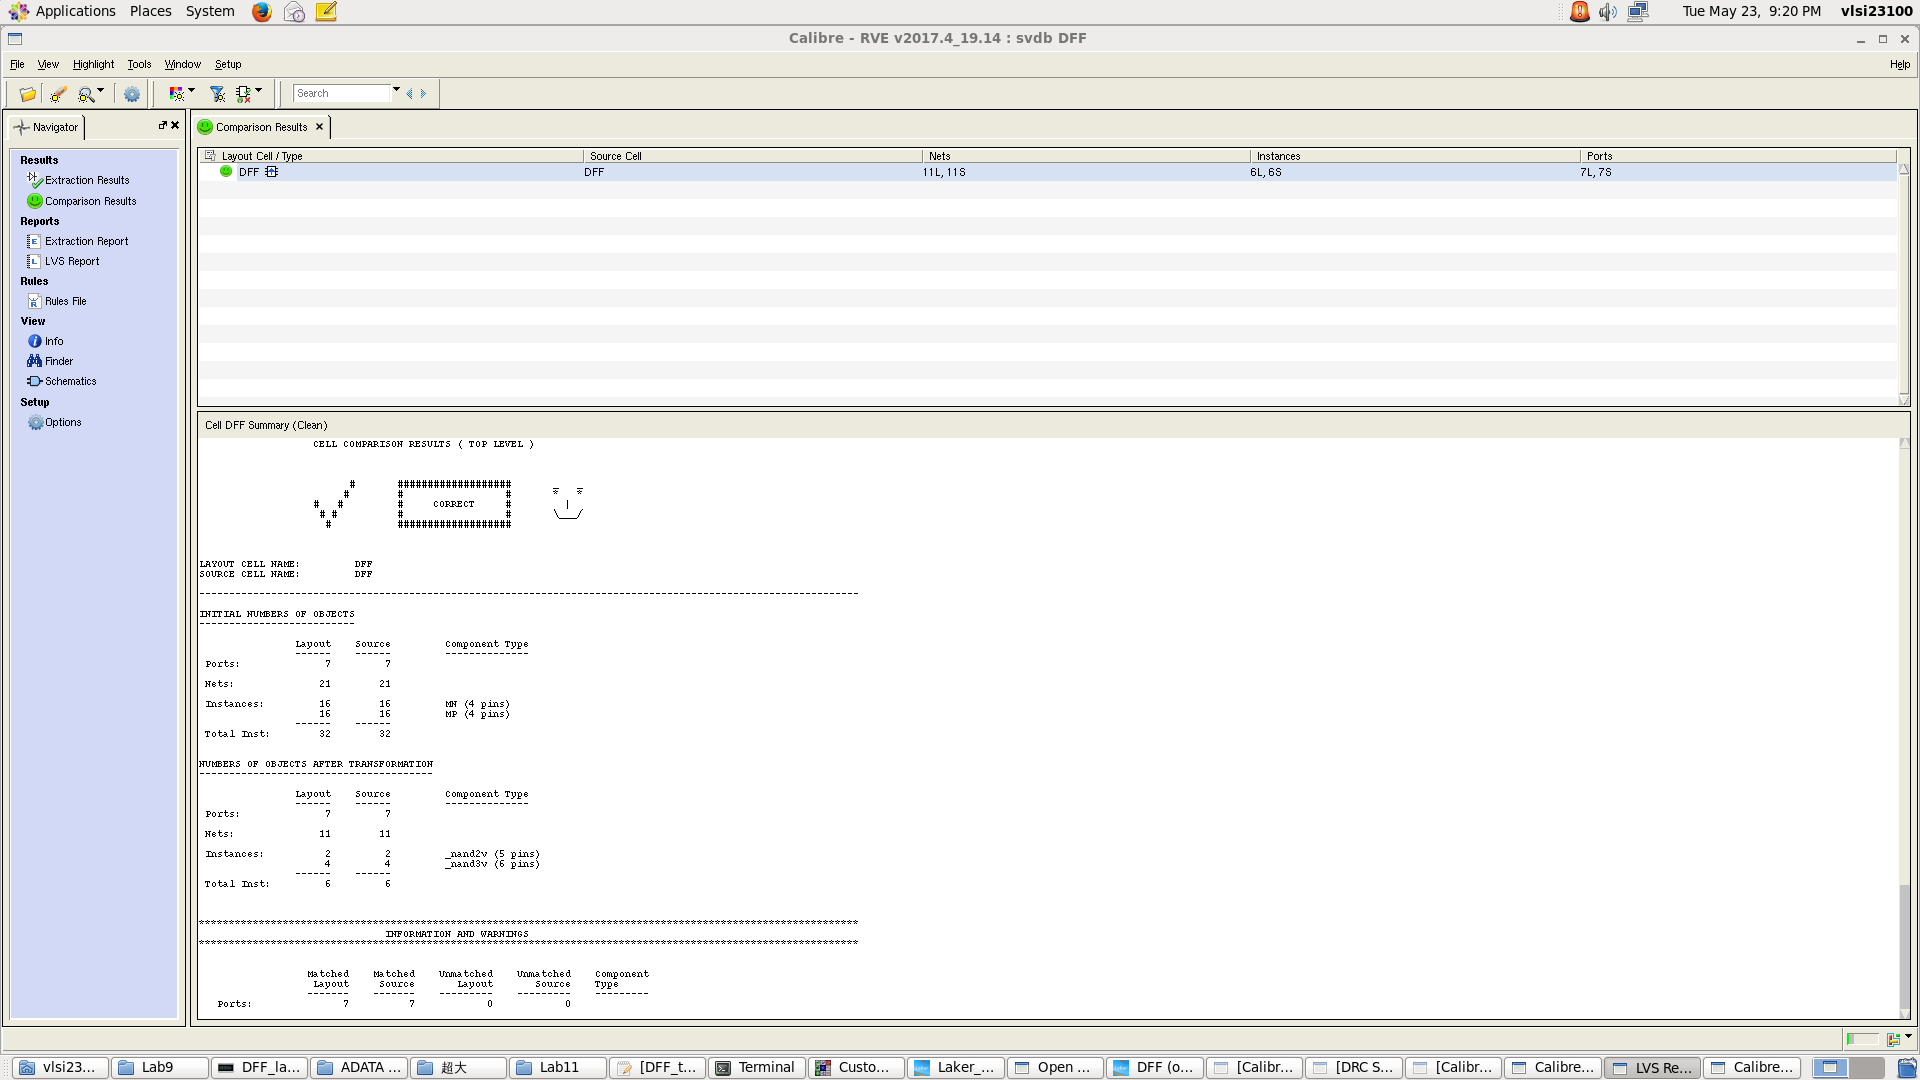 Applications Places System Tue May 23, 9:20 PM vlsi23100
Calibre - RVE v2017.4_19.14 : svdb DFF
File View Highlight Tools Window Setup Help
Search
Navigator
Results
Extraction Results
Comparison Results
Reports
Extraction Report
LVS Report
Rules
Rules File
View
Info
Finder
Schematics
Setup
Options
Comparison Results
Layout Cell / Type Source Cell Nets Instances Ports
DFF DFF 11L, 11S 6L, 6S 7L, 7S
Cell DFF Summary (Clean)
CELL COMPARISON RESULTS ( TOP LEVEL )
CORRECT
LAYOUT CELL NAME: DFF
SOURCE CELL NAME: DFF
INITIAL NUMBERS OF OBJECTS
Layout Source Component Type
Ports: 7 7
Nets: 21 21
Instances: 16 16 MN (4 pins)
16 16 MP (4 pins)
Total Inst: 32 32
NUMBERS OF OBJECTS AFTER TRANSFORMATION
Layout Source Component Type
Ports: 7 7
Nets: 11 11
Instances: 2 2 _nand2v (5 pins)
4 4 _nand3v (6 pins)
Total Inst: 6 6
INFORMATION AND WARNINGS
Matched Matched Unmatched Unmatched Component
Layout Source Layout Source Type
Ports: 7 7 0 0
vlsi23... Lab9 DFF_la... ADATA ... 超大 Lab11 [DFF_t... Terminal Custo... Laker_... Open ... DFF (o... [Calibr... [DRC S... [Calibr... Calibre... LVS Re... Calibre...